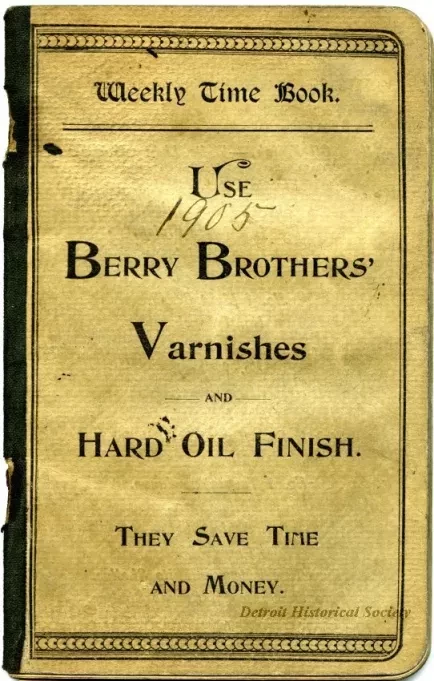 Weekly Time Book.
Use
1905
Berry Brothers'
Varnishes
and
Hard Oil Finish.
They Save Time
and Money.
Detroit Historical Society